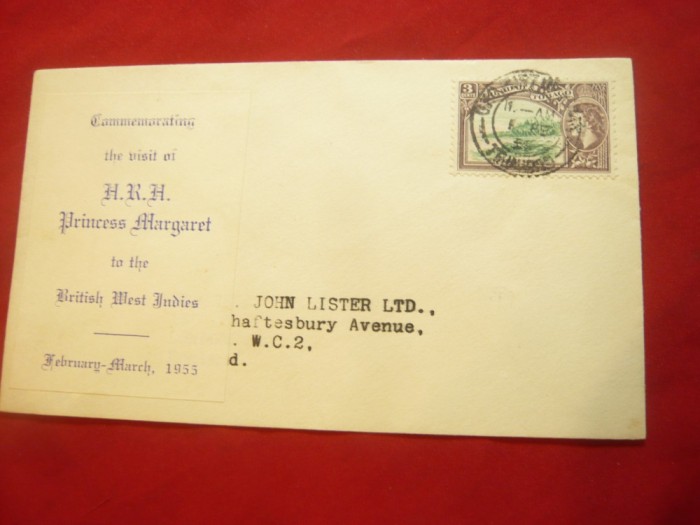 Commemorating
the visit of
H.R.H.
Princess Margaret
to the
British West Indies
February-March, 1955
3
TRINIDAD
. JOHN LISTER LTD.,
haftesbury Avenue,
. W.C.2,
d.